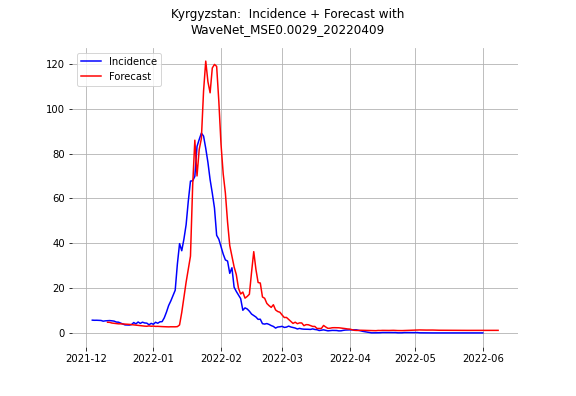 Kyrgyzstan:  Incidence + Forecast with
WaveNet_MSE0.0029_20220409
Incidence
Forecast
120
100
80
60
40
20
0
2021-12 2022-01 2022-02 2022-03 2022-04 2022-05 2022-06